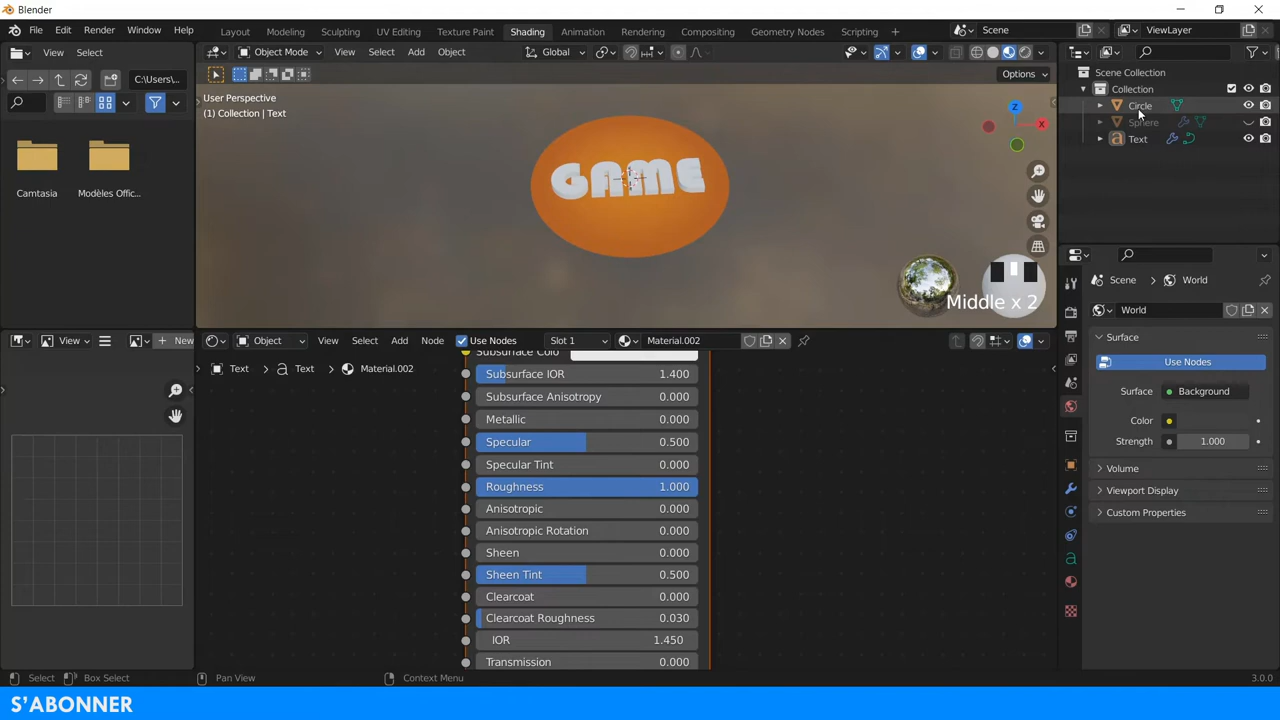 Blender
File Edit Render Window Help Layout Modeling Sculpting UV Editing Texture Paint Shading Animation Rendering Compositing Geometry Nodes Scripting Scene ViewLayer
View Select Object Mode View Select Add Object Global
C:\Users\...
Options
User Perspective
(1) Collection | Text
GAME
X
Z
Camtasia
Modèles Offic...
Middle x 2
Scene Collection
Collection
Circle
Sphere
Text
Scene World
World
Surface
Use Nodes
Surface Background
Color
Strength 1.000
Volume
Viewport Display
Custom Properties
View New Object View Select Add Node Use Nodes Slot 1 Material.002
Text Text Material.002
Subsurface Colo
Subsurface IOR 1.400
Subsurface Anisotropy 0.000
Metallic 0.000
Specular 0.500
Specular Tint 0.000
Roughness 1.000
Anisotropic 0.000
Anisotropic Rotation 0.000
Sheen 0.000
Sheen Tint 0.500
Clearcoat 0.000
Clearcoat Roughness 0.030
IOR 1.450
Transmission 0.000
Select Box Select Pan View Context Menu 3.0.0
S'ABONNER